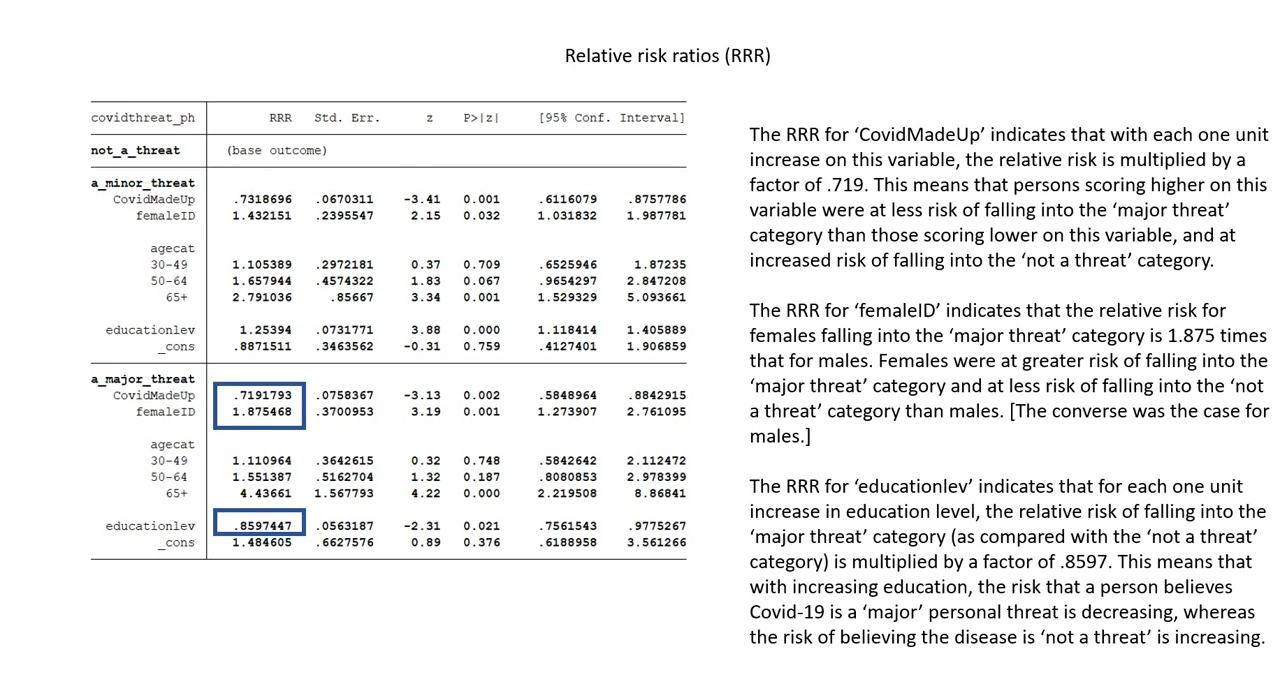 Relative risk ratios (RRR)
covidthreat_ph RRR Std. Err. z P>|z| [95% Conf. Interval]
not_a_threat (base outcome)
a_minor_threat
CovidMadeUp .7318696 .0670311 -3.41 0.001 .6116079 .8757786
femaleID 1.432151 .2395547 2.15 0.032 1.031832 1.987781
agecat
30-49 1.105389 .2972181 0.37 0.709 .6525946 1.87235
50-64 1.657944 .4574322 1.83 0.067 .9654297 2.847208
65+ 2.791036 .85667 3.34 0.001 1.529329 5.093661
educationlev 1.25394 .0731771 3.88 0.000 1.118414 1.405889
_cons .8871511 .3463562 -0.31 0.759 .4127401 1.906859
a_major_threat
CovidMadeUp .7191793 .0758367 -3.13 0.002 .5848964 .8842915
femaleID 1.875468 .3700953 3.19 0.001 1.273907 2.761095
agecat
30-49 1.110964 .3642615 0.32 0.748 .5842642 2.112472
50-64 1.551387 .5162704 1.32 0.187 .8080853 2.978399
65+ 4.43661 1.567793 4.22 0.000 2.219508 8.86841
educationlev .8597447 .0563187 -2.31 0.021 .7561543 .9775267
_cons 1.484605 .6627576 0.89 0.376 .6188958 3.561266
The RRR for ‘CovidMadeUp’ indicates that with each one unit
increase on this variable, the relative risk is multiplied by a
factor of .719. This means that persons scoring higher on this
variable were at less risk of falling into the ‘major threat’
category than those scoring lower on this variable, and at
increased risk of falling into the ‘not a threat’ category.
The RRR for ‘femaleID’ indicates that the relative risk for
females falling into the ‘major threat’ category is 1.875 times
that for males. Females were at greater risk of falling into the
‘major threat’ category and at less risk of falling into the ‘not
a threat’ category than males. [The converse was the case for
males.]
The RRR for ‘educationlev’ indicates that for each one unit
increase in education level, the relative risk of falling into the
‘major threat’ category (as compared with the ‘not a threat’
category) is multiplied by a factor of .8597. This means that
with increasing education, the risk that a person believes
Covid-19 is a ‘major’ personal threat is decreasing, whereas
the risk of believing the disease is ‘not a threat’ is increasing.